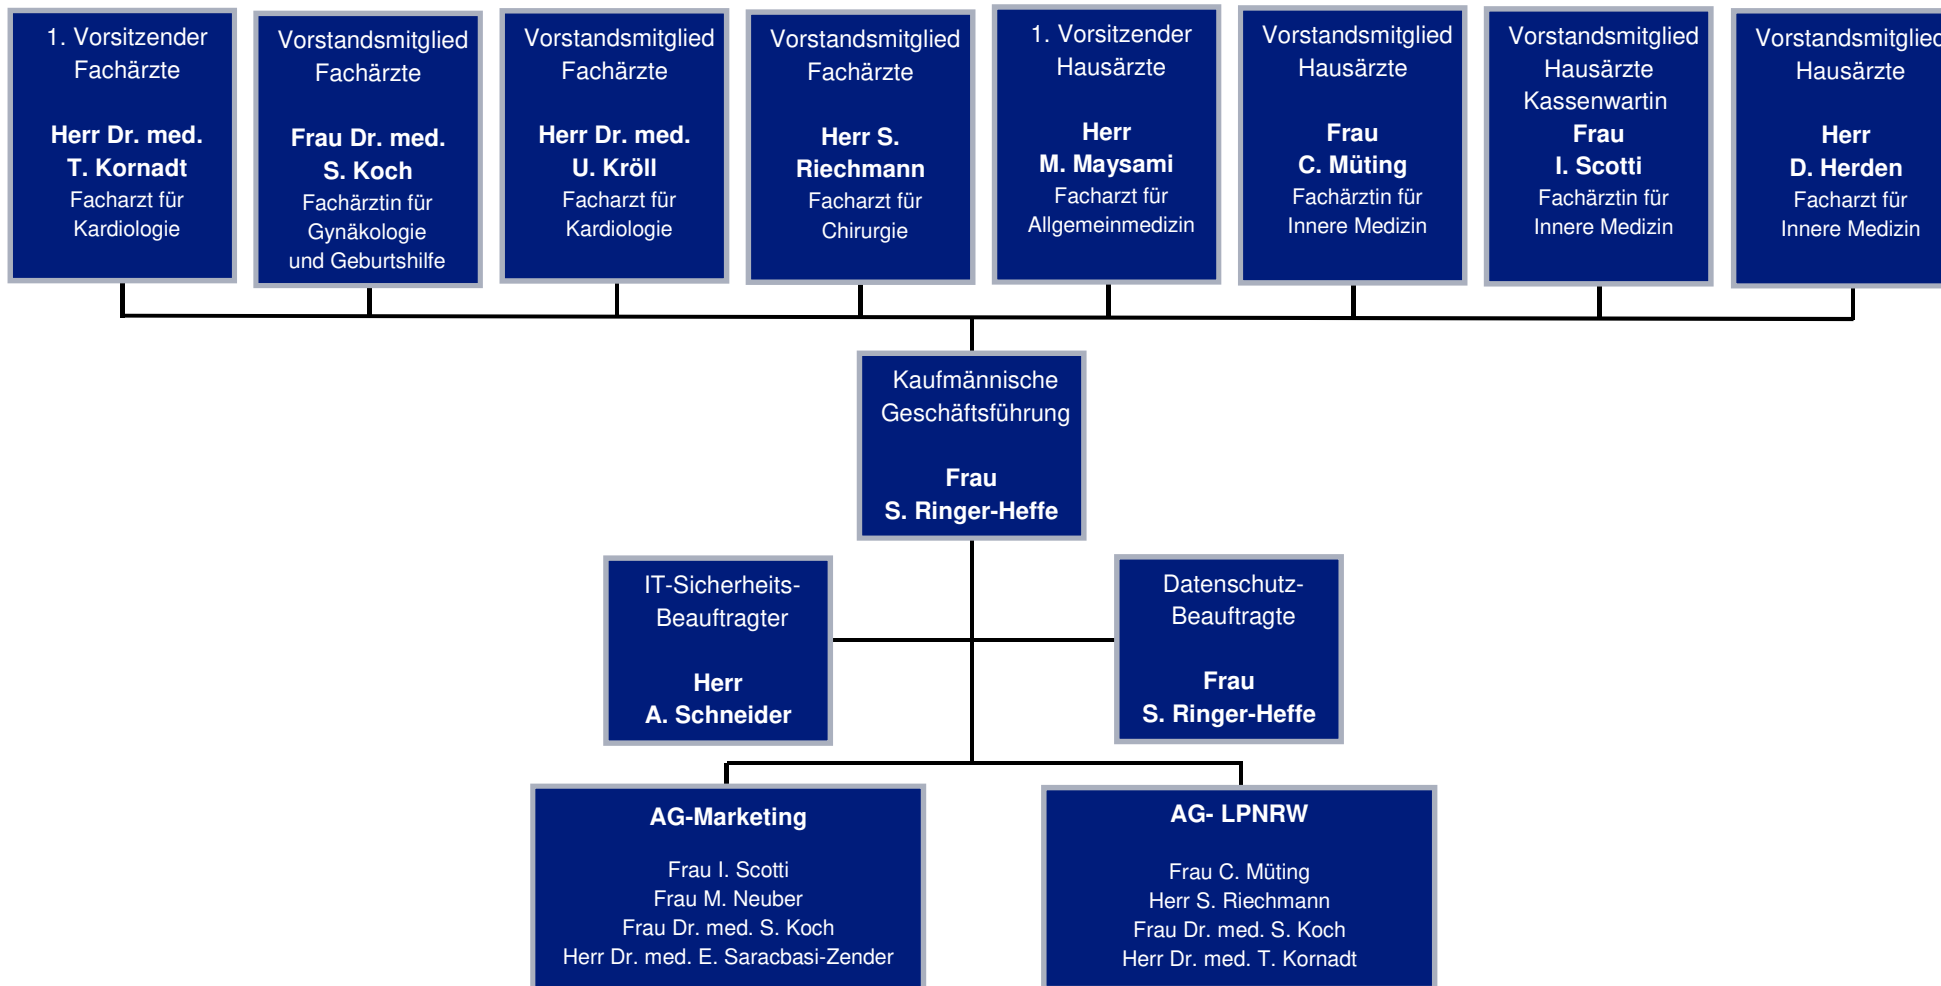 1. Vorsitzender
Fachärzte
Herr Dr. med.
T. Kornadt
Facharzt für
Kardiologie
Vorstandsmitglied
Fachärzte
Frau Dr. med.
S. Koch
Fachärztin für
Gynäkologie
und Geburtshilfe
Vorstandsmitglied
Fachärzte
Herr Dr. med.
U. Kröll
Facharzt für
Kardiologie
Vorstandsmitglied
Fachärzte
Herr S.
Riechmann
Facharzt für
Chirurgie
1. Vorsitzender
Hausärzte
Herr
M. Maysami
Facharzt für
Allgemeinmedizin
Vorstandsmitglied
Hausärzte
Frau
C. Müting
Fachärztin für
Innere Medizin
Vorstandsmitglied
Hausärzte
Kassenwartin
Frau
I. Scotti
Fachärztin für
Innere Medizin
Vorstandsmitglied
Hausärzte
Herr
D. Herden
Facharzt für
Innere Medizin
Kaufmännische
Geschäftsführung
Frau
S. Ringer-Heffe
IT-Sicherheits-
Beauftragter
Herr
A. Schneider
Datenschutz-
Beauftragte
Frau
S. Ringer-Heffe
AG-Marketing
Frau I. Scotti
Frau M. Neuber
Frau Dr. med. S. Koch
Herr Dr. med. E. Saracbasi-Zender
AG- LPNRW
Frau C. Müting
Herr S. Riechmann
Frau Dr. med. S. Koch
Herr Dr. med. T. Kornadt